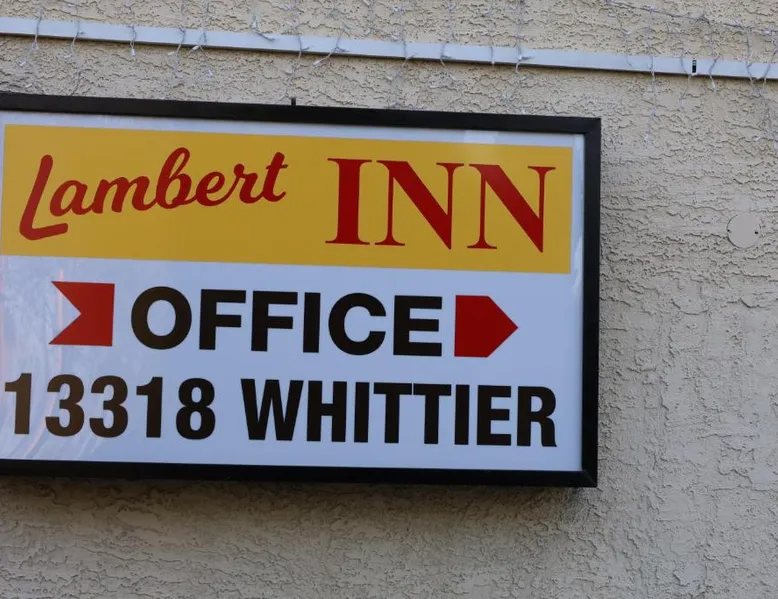 Lambert INN
OFFICE
13318 WHITTIER